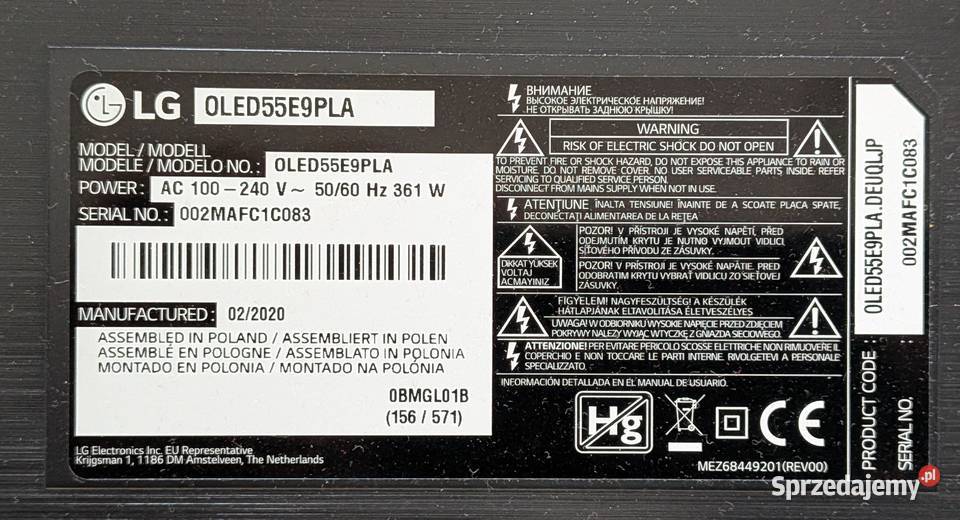 LG OLED55E9PLA
MODEL / MODELL
MODELE / MODELO NO.: OLED55E9PLA
POWER: AC 100-240 V~ 50/60 Hz 361 W
SERIAL NO.: 002MAFC1C083
MANUFACTURED: 02/2020
ASSEMBLED IN POLAND / ASSEMBLIERT IN POLEN
ASSEMBLÉ EN POLOGNE / ASSEMBLATO IN POLONIA
MONTADO EN POLONIA / MONTADO NA POLÓNIA
0BMGL01B
(156 / 571)
LG Electronics Inc. EU Representative
Krijgsman 1, 1186 DM Amstelveen, The Netherlands
ВНИМАНИЕ
ВЫСОКОЕ ЭЛЕКТРИЧЕСКОЕ НАПРЯЖЕНИЕ!
НЕ ОТКРЫВАТЬ ЗАДНЮЮ КРЫШКУ!
WARNING
RISK OF ELECTRIC SHOCK DO NOT OPEN
TO PREVENT FIRE OR SHOCK HAZARD, DO NOT EXPOSE THIS APPLIANCE TO RAIN OR
MOISTURE. DO NOT REMOVE COVER. NO USER SERVICEABLE PARTS INSIDE. REFER
SERVICING TO QUALIFIED SERVICE PERSON.
DISCONNECT FROM MAINS SUPPLY BEFORE REMOVING COVER.
ATENȚIUNE ÎNALTA TENSIUNE! ÎNAINTE DE A SCOATE PLACA SPATE,
DECONECTAȚI ALIMENTAREA DE LA REȚEA
DİKKAT YUKSEK
VOLTAJ
ACMAYINIZ
POZOR! V PŘÍSTROJI JE VYSOKÉ NAPĚTÍ, PŘED
ODEJMUTÍM KRYTU JE NUTNO VYJMOUT VIDLICI
SÍŤOVÉHO PŘÍVODU ZE ZÁSUVKY.
POZOR! V PRÍSTROJI JE VYSOKÉ NAPÄTIE. PRED
ODOBRATÍM KRYTU VYBRAŤ VIDLICU ZO SIEŤOVEJ
ZÁSUVKY.
FIGYELEM! NAGYFESZÜLTSÉG! A KÉSZÜLÉK
HÁTLAPJÁNAK ELTÁVOLÍTÁSA ÉLETVESZÉLYES
UWAGA! W ODBIORNIKU WYSOKIE NAPIĘCIE PRZED ZDJĘCIEM
POKRYWY NALEŻY WYJĄĆ WTYCZKĘ Z GNIAZDA SIECIOWEGO.
ATTENZIONE! PER EVITARE PERICOLO SCOSSE ELETTRICHE NON RIMUOVERE IL
COPERCHIO E NON TOCCARE LE PARTI INTERNE. RIVOLGETEVI A PERSONALE
SPECIALIZZATO.
INFORMACIÓN DETALLADA EN EL MANUAL DE USUARIO.
Hg
CE
MEZ68449201(REV00)
PRODUCT CODE : OLED55E9PLA.DEUQLJP
SERIAL NO. 002MAFC1C083
Sprzedajemy.pl